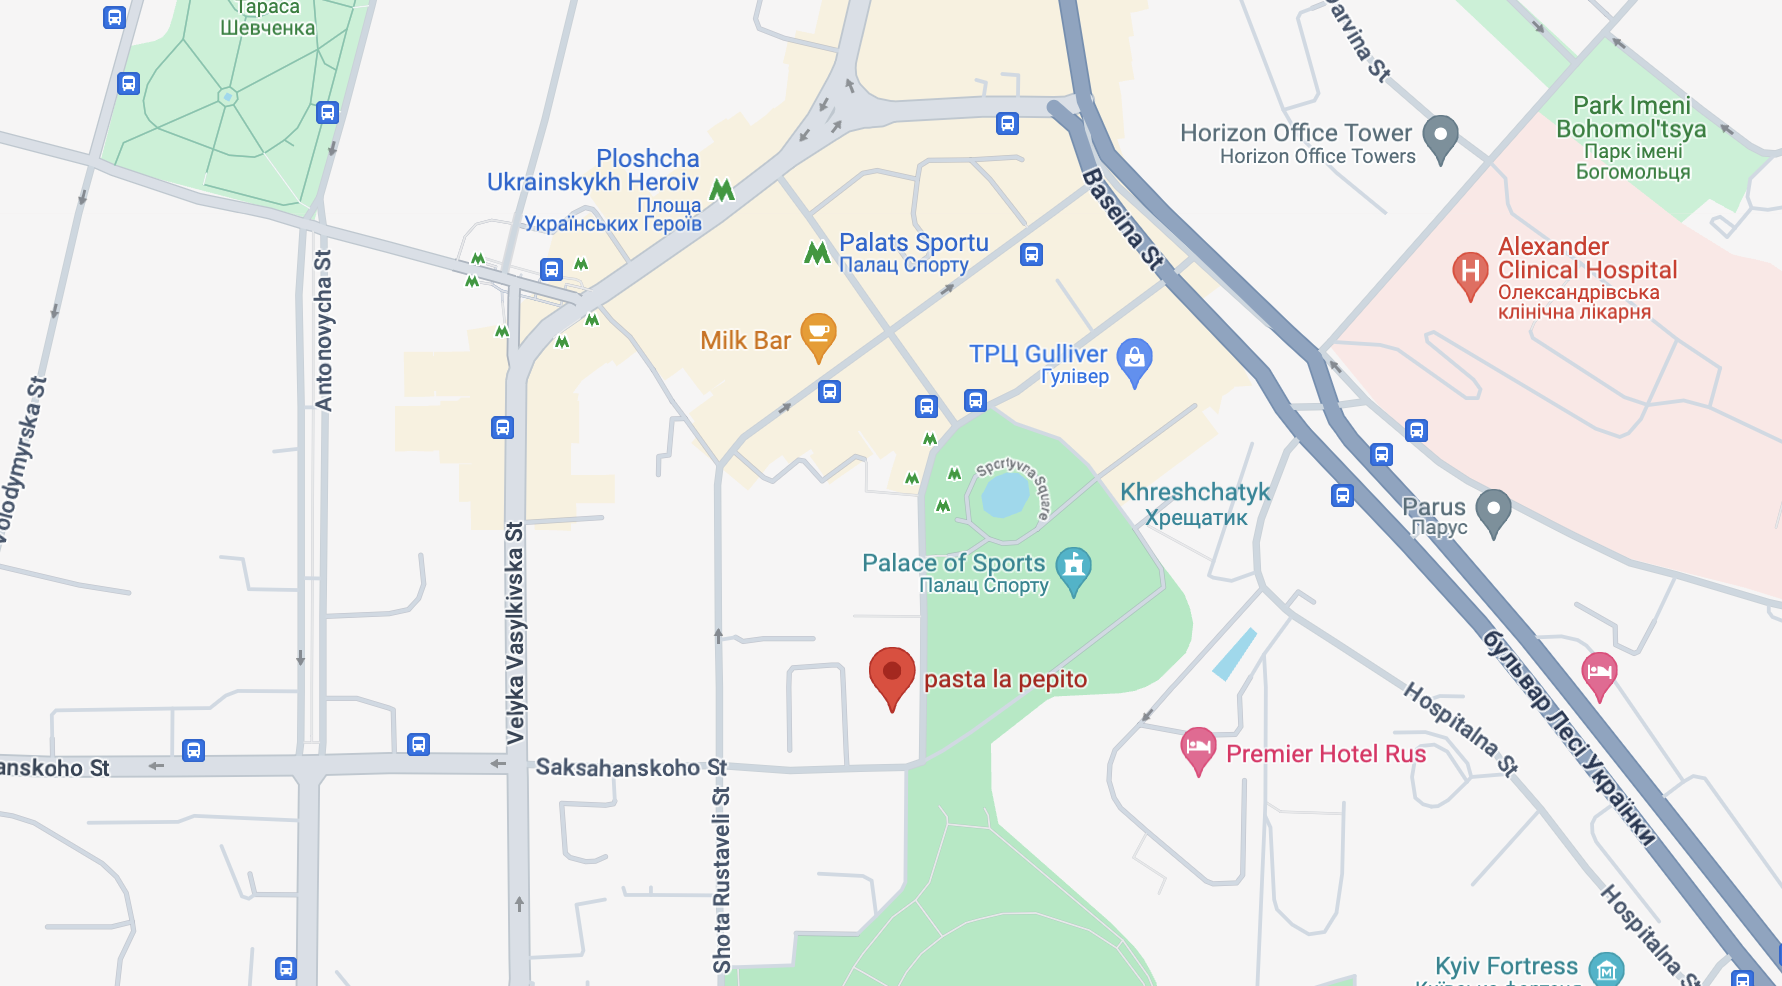 Тараса
Шевченка
Darvina St
Park Imeni
Bohomol'tsya
Парк імені
Богомольця
Horizon Office Tower
Horizon Office Towers
Ploshcha
Ukrainskykh Heroiv
Площа
Українських Героїв
Baseina St
Palats Sportu
Палац Спорту
Alexander
Clinical Hospital
Олександрівська
клінічна лікарня
Antonovycha St
Milk Bar
ТРЦ Gulliver
Гулівер
Volodymyrska St
Sportyvna Square
Khreshchatyk
Хрещатик
Parus
Парус
Velyka Vasylkivska St
Palace of Sports
Палац Спорту
pasta la pepito
бульвар Лесі Українки
Hospitalna St
Premier Hotel Rus
anskoho St
Saksahanskoho St
Shota Rustaveli St
Hospitalna St
Kyiv Fortress